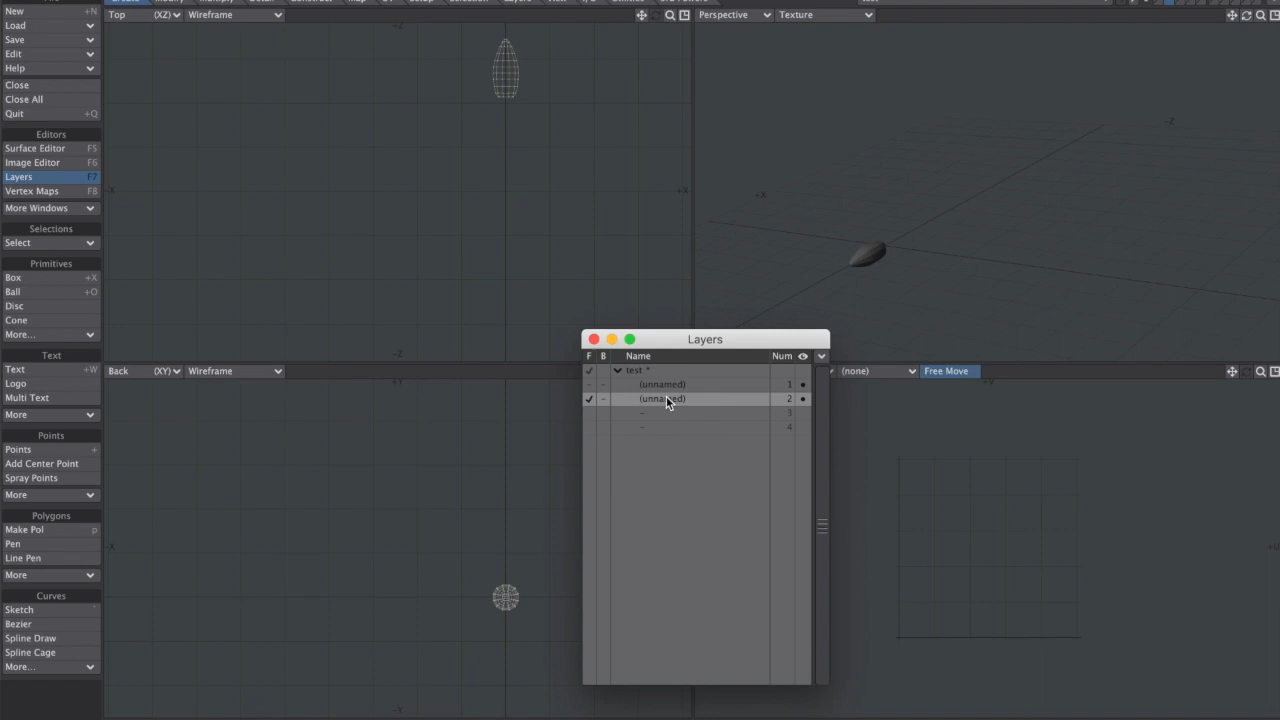 New +N
Load
Save
Edit
Help
Close
Close All
Quit +Q
Editors
Surface Editor F5
Image Editor F6
Layers F7
Vertex Maps F8
More Windows
Selections
Select
Primitives
Box +X
Ball +O
Disc
Cone
More...
Text
Text +W
Logo
Multi Text
More
Points
Points +
Add Center Point
Spray Points
More
Polygons
Make Pol p
Pen
Line Pen
More
Curves
Sketch `
Bezier
Spline Draw
Spline Cage
More...
Top (XZ) Wireframe
-Z
-X +X
-Z
Perspective Texture
-Z
+X
Back (XY) Wireframe
+Y
-X
-Y
(none) Free Move
+Y
Layers
F B Name Num
test *
(unnamed) 1
(unnamed) 2
- 3
- 4